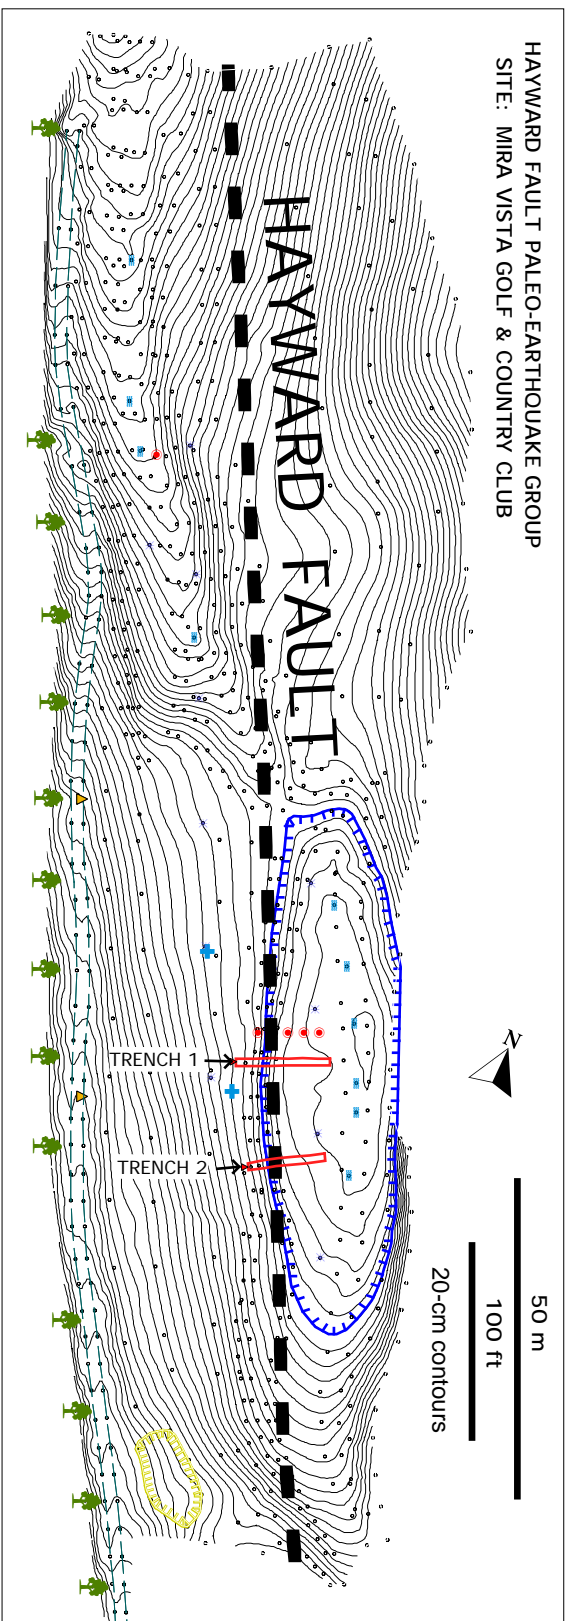 HAYWARD FAULT PALEO-EARTHQUAKE GROUP
SITE: MIRA VISTA GOLF & COUNTRY CLUB
HAYWARD FAULT
N
50 m
100 ft
20-cm contours
TRENCH 1
TRENCH 2